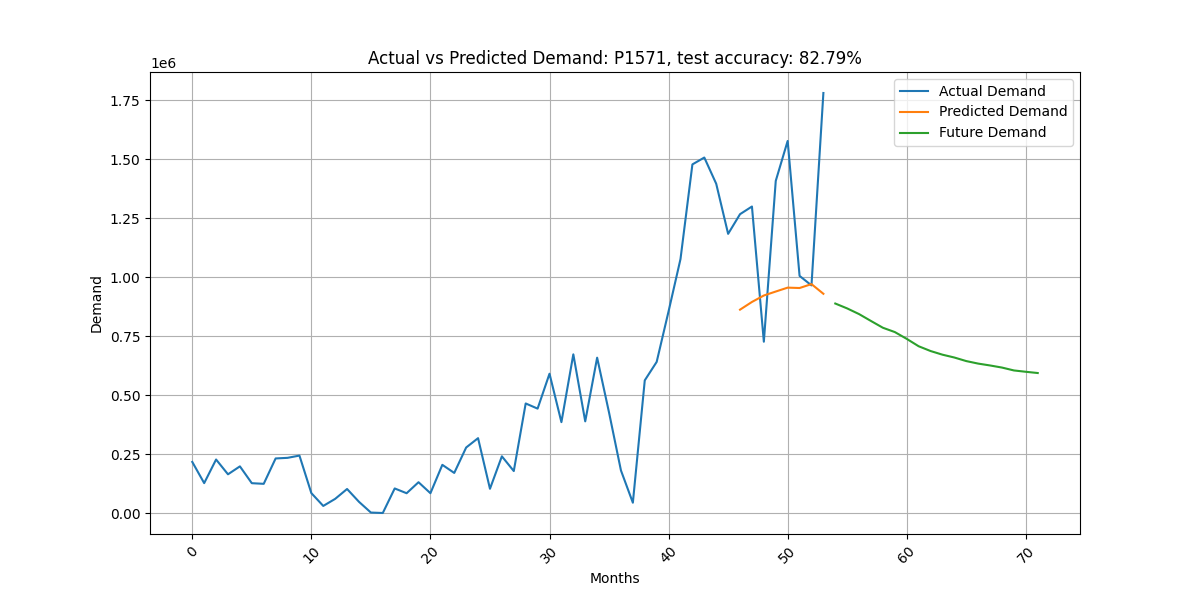 Actual vs Predicted Demand: P1571, test accuracy: 82.79%
1e6
Actual Demand
Predicted Demand
Future Demand
1.75
1.50
1.25
1.00
0.75
0.50
0.25
0.00
Demand
0
10
20
30
40
50
60
70
Months